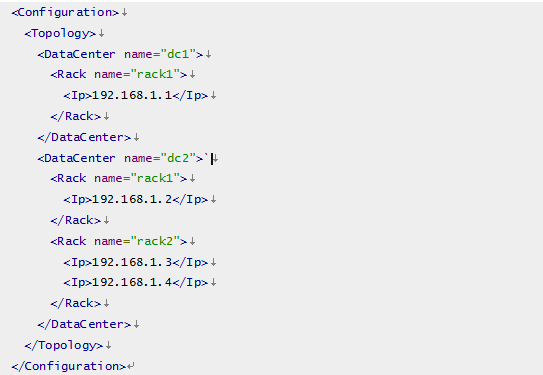 <Configuration>↓
<Topology>↓
<DataCenter name="dc1">↓
<Rack name="rack1">↓
<Ip>192.168.1.1</Ip>↓
</Rack>↓
</DataCenter>↓
<DataCenter name="dc2">`↓
<Rack name="rack1">↓
<Ip>192.168.1.2</Ip>↓
</Rack>↓
<Rack name="rack2">↓
<Ip>192.168.1.3</Ip>↓
<Ip>192.168.1.4</Ip>↓
</Rack>↓
</DataCenter>↓
</Topology>↓
</Configuration>↵